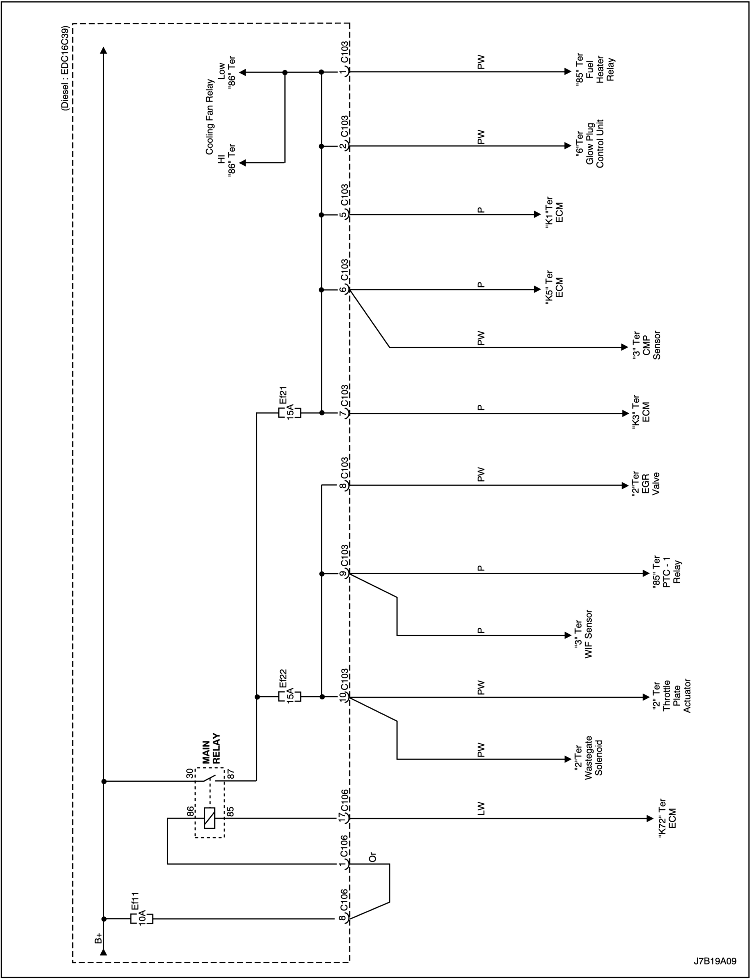 (Diesel : EDC16C39)
Cooling Fan Relay
Low
"86" Ter
HI
"86" Ter
1 C103
PW
"85" Ter
Fuel
Heater
Relay
2 C103
PW
"6"Ter
Glow Plug
Control Unit
5 C103
P
"K1"Ter
ECM
6 C103
P
"K5" Ter
ECM
PW
"3" Ter
CMP
Sensor
Ef21
15A
7 C103
P
"K3" Ter
ECM
8 C103
PW
"2"Ter
EGR
Valve
9 C103
P
"85" Ter
PTC - 1
Relay
P
"3" Ter
WIF Sensor
Ef22
15A
10 C103
PW
"2" Ter
Throttle
Plate
Actuator
PW
"2"Ter
Wastegate
Solenoid
MAIN
RELAY
30
87
86
85
17 C106
LW
"K72" Ter
ECM
1 C106
Or
Ef11
10A
8 C106
B+
J7B19A09